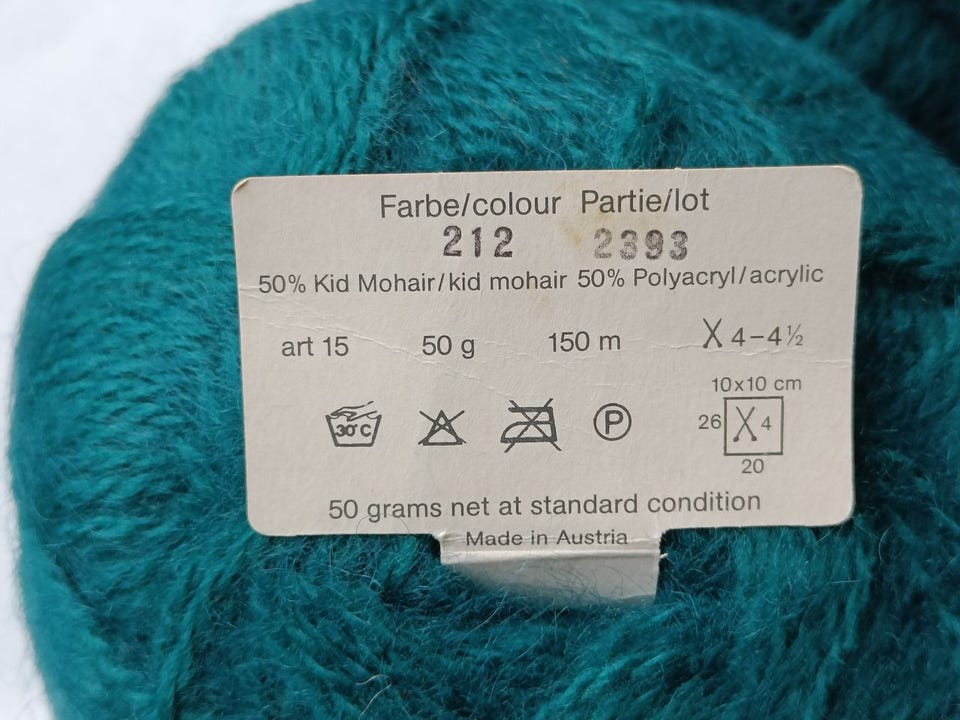 Farbe/colour Partie/lot
212 2393
50% Kid Mohair/kid mohair 50% Polyacryl/acrylic
art 15 50 g 150 m 4-4½
30°C P
10x10 cm
26 4
20
50 grams net at standard condition
Made in Austria